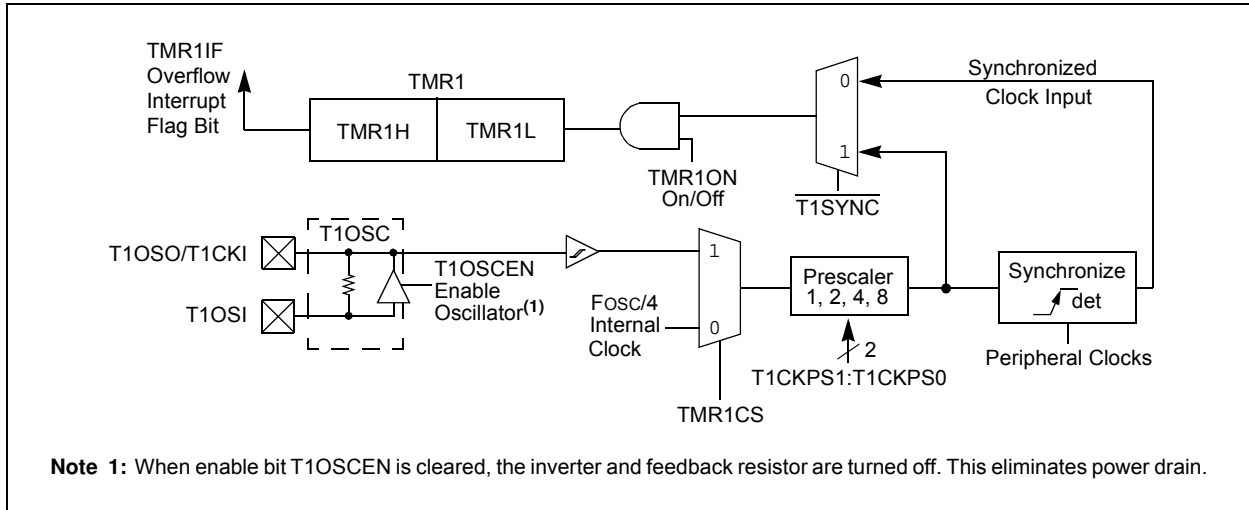 TMR1IF
Overflow
Interrupt
Flag Bit
TMR1
TMR1H
TMR1L
TMR1ON
On/Off
0
1
T1SYNC
Synchronized
Clock Input
T1OSC
T1OSO/T1CKI
T1OSI
T1OSCEN
Enable
Oscillator(1)
FOSC/4
Internal
Clock
1
0
TMR1CS
Prescaler
1, 2, 4, 8
2
T1CKPS1:T1CKPS0
Synchronize
det
Peripheral Clocks
Note 1: When enable bit T1OSCEN is cleared, the inverter and feedback resistor are turned off. This eliminates power drain.